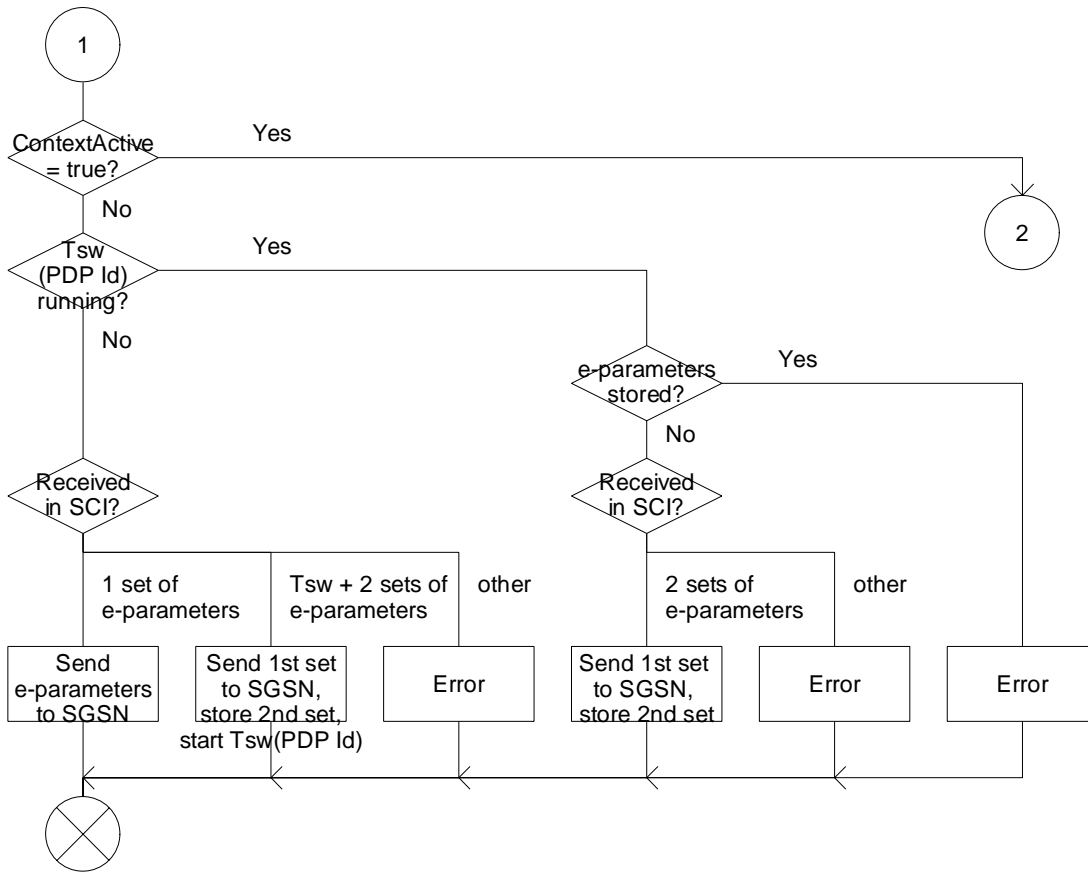 1
ContextActive
= true?
Yes
No
2
Tsw
(PDP Id)
running?
Yes
No
e-parameters
stored?
Yes
No
Received
in SCI?
Received
in SCI?
1 set of
e-parameters
Tsw + 2 sets of
e-parameters
other
2 sets of
e-parameters
other
Send
e-parameters
to SGSN
Send 1st set
to SGSN,
store 2nd set,
start Tsw(PDP Id)
Error
Send 1st set
to SGSN,
store 2nd set
Error
Error